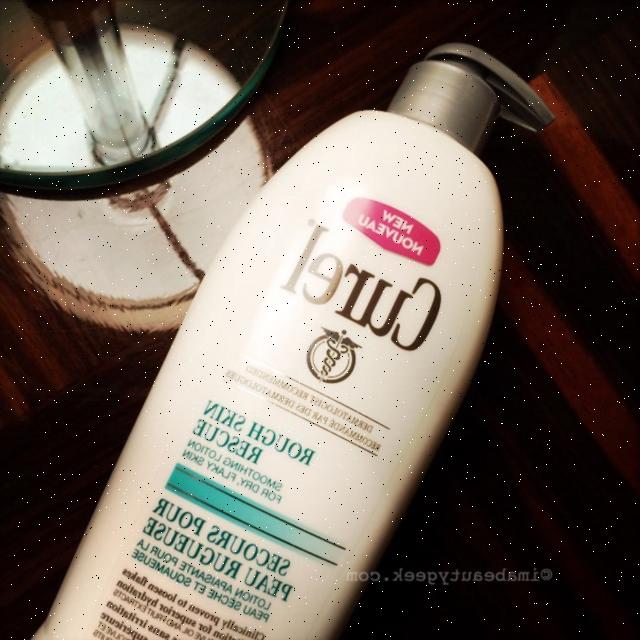 NEW
NOUVEAU
Curel
DERMATOLOGIST RECOMMENDED
RECOMMANDÉ PAR DES DERMATOLOGUES
ROUGH SKIN
RESCUE
SMOOTHING LOTION
FOR DRY, FLAKY SKIN
SECOURS POUR
PEAU RUGUEUSE
LOTION APAISANTE POUR LA
PEAU SÈCHE ET SQUAMEUSE
Clinically proven to loosen flakes
©imabeautygeek.com